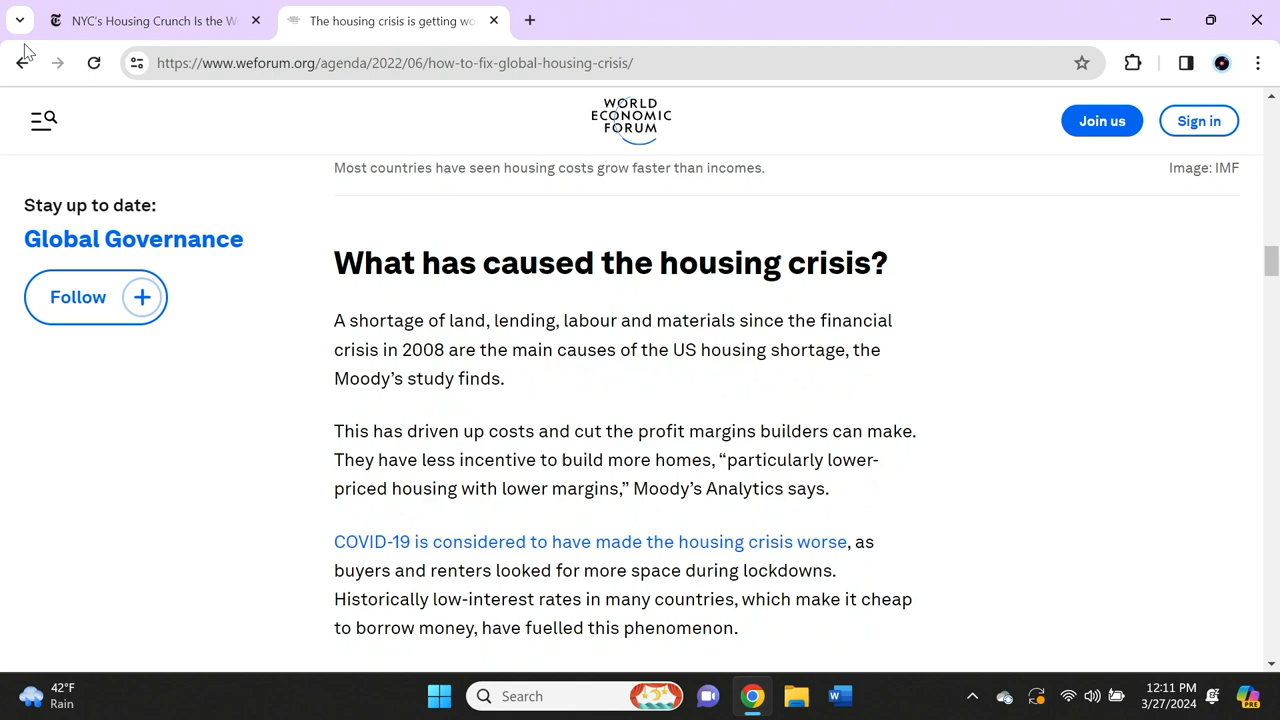 NYC's Housing Crunch Is the W
The housing crisis is getting wo
https://www.weforum.org/agenda/2022/06/how-to-fix-global-housing-crisis/
WORLD
ECONOMIC
FORUM
Join us
Sign in
Most countries have seen housing costs grow faster than incomes.
Image: IMF
Stay up to date:
Global Governance
Follow
What has caused the housing crisis?
A shortage of land, lending, labour and materials since the financial
crisis in 2008 are the main causes of the US housing shortage, the
Moody's study finds.
This has driven up costs and cut the profit margins builders can make.
They have less incentive to build more homes, “particularly lower-
priced housing with lower margins,” Moody's Analytics says.
COVID-19 is considered to have made the housing crisis worse, as
buyers and renters looked for more space during lockdowns.
Historically low-interest rates in many countries, which make it cheap
to borrow money, have fuelled this phenomenon.
42°F
Rain
Search
12:11 PM
3/27/2024
PRE